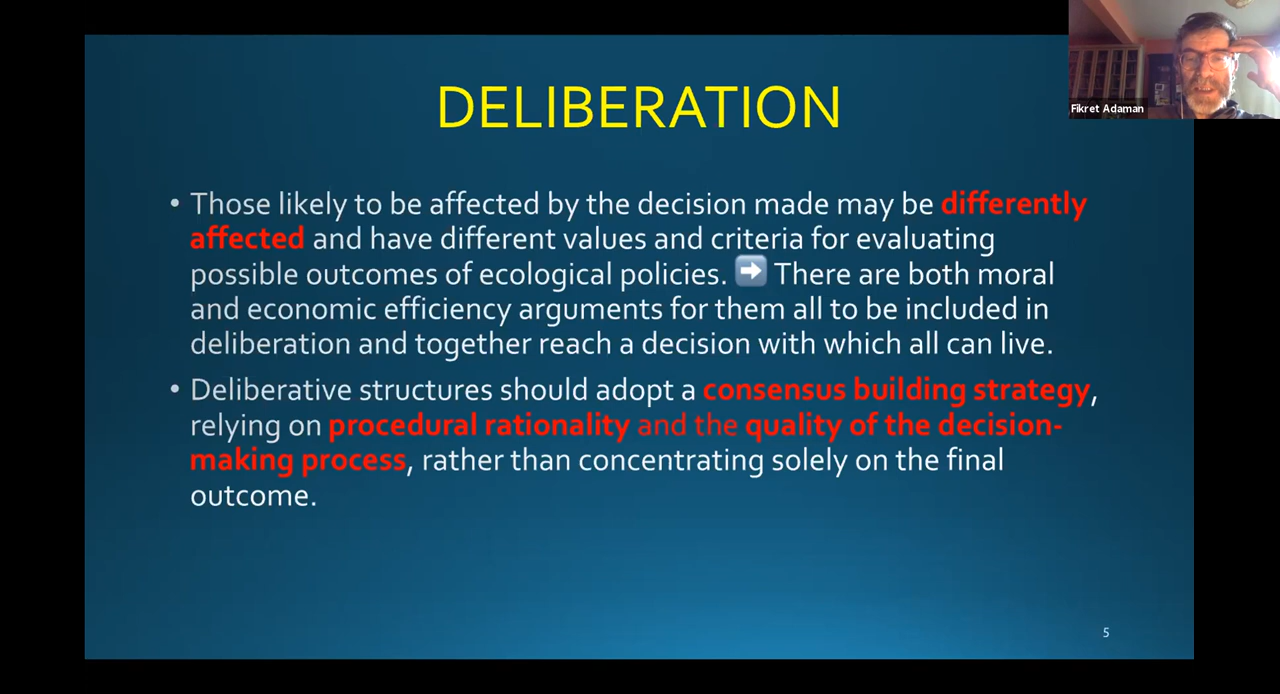 DELIBERATION
Fikret Adaman
• Those likely to be affected by the decision made may be differently
affected and have different values and criteria for evaluating
possible outcomes of ecological policies. ➡ There are both moral
and economic efficiency arguments for them all to be included in
deliberation and together reach a decision with which all can live.
• Deliberative structures should adopt a consensus building strategy,
relying on procedural rationality and the quality of the decision-
making process, rather than concentrating solely on the final
outcome.
5